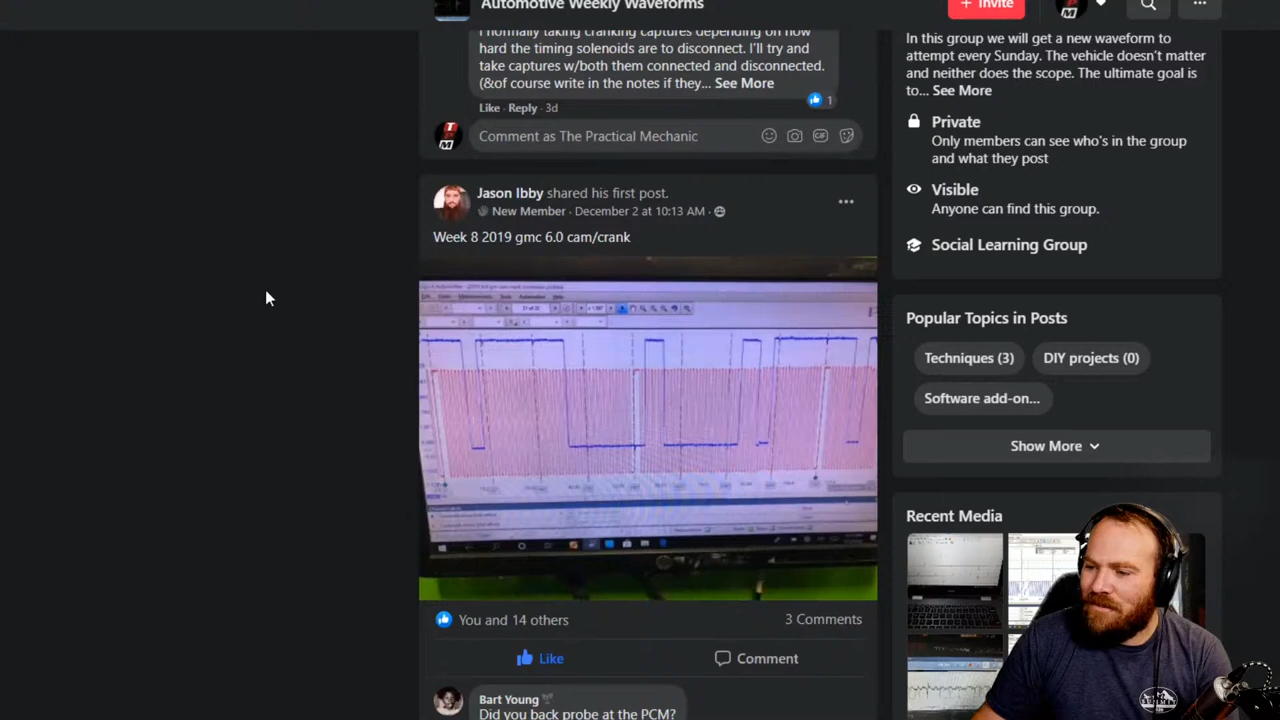 Automotive Weekly Waveforms
+ Invite
I normally taking cranking captures depending on how
hard the timing solenoids are to disconnect. I'll try and
take captures w/both them connected and disconnected.
(&of course write in the notes if they... See More
1
Like · Reply · 3d
Comment as The Practical Mechanic
GIF
Jason Ibby shared his first post.
New Member · December 2 at 10:13 AM ·
Week 8 2019 gmc 6.0 cam/crank
You and 14 others
3 Comments
Like
Comment
Bart Young
Did you back probe at the PCM?
In this group we will get a new waveform to
attempt every Sunday. The vehicle doesn't matter
and neither does the scope. The ultimate goal is
to... See More
Private
Only members can see who's in the group
and what they post
Visible
Anyone can find this group.
Social Learning Group
Popular Topics in Posts
Techniques (3)
DIY projects (0)
Software add-on...
Show More
Recent Media